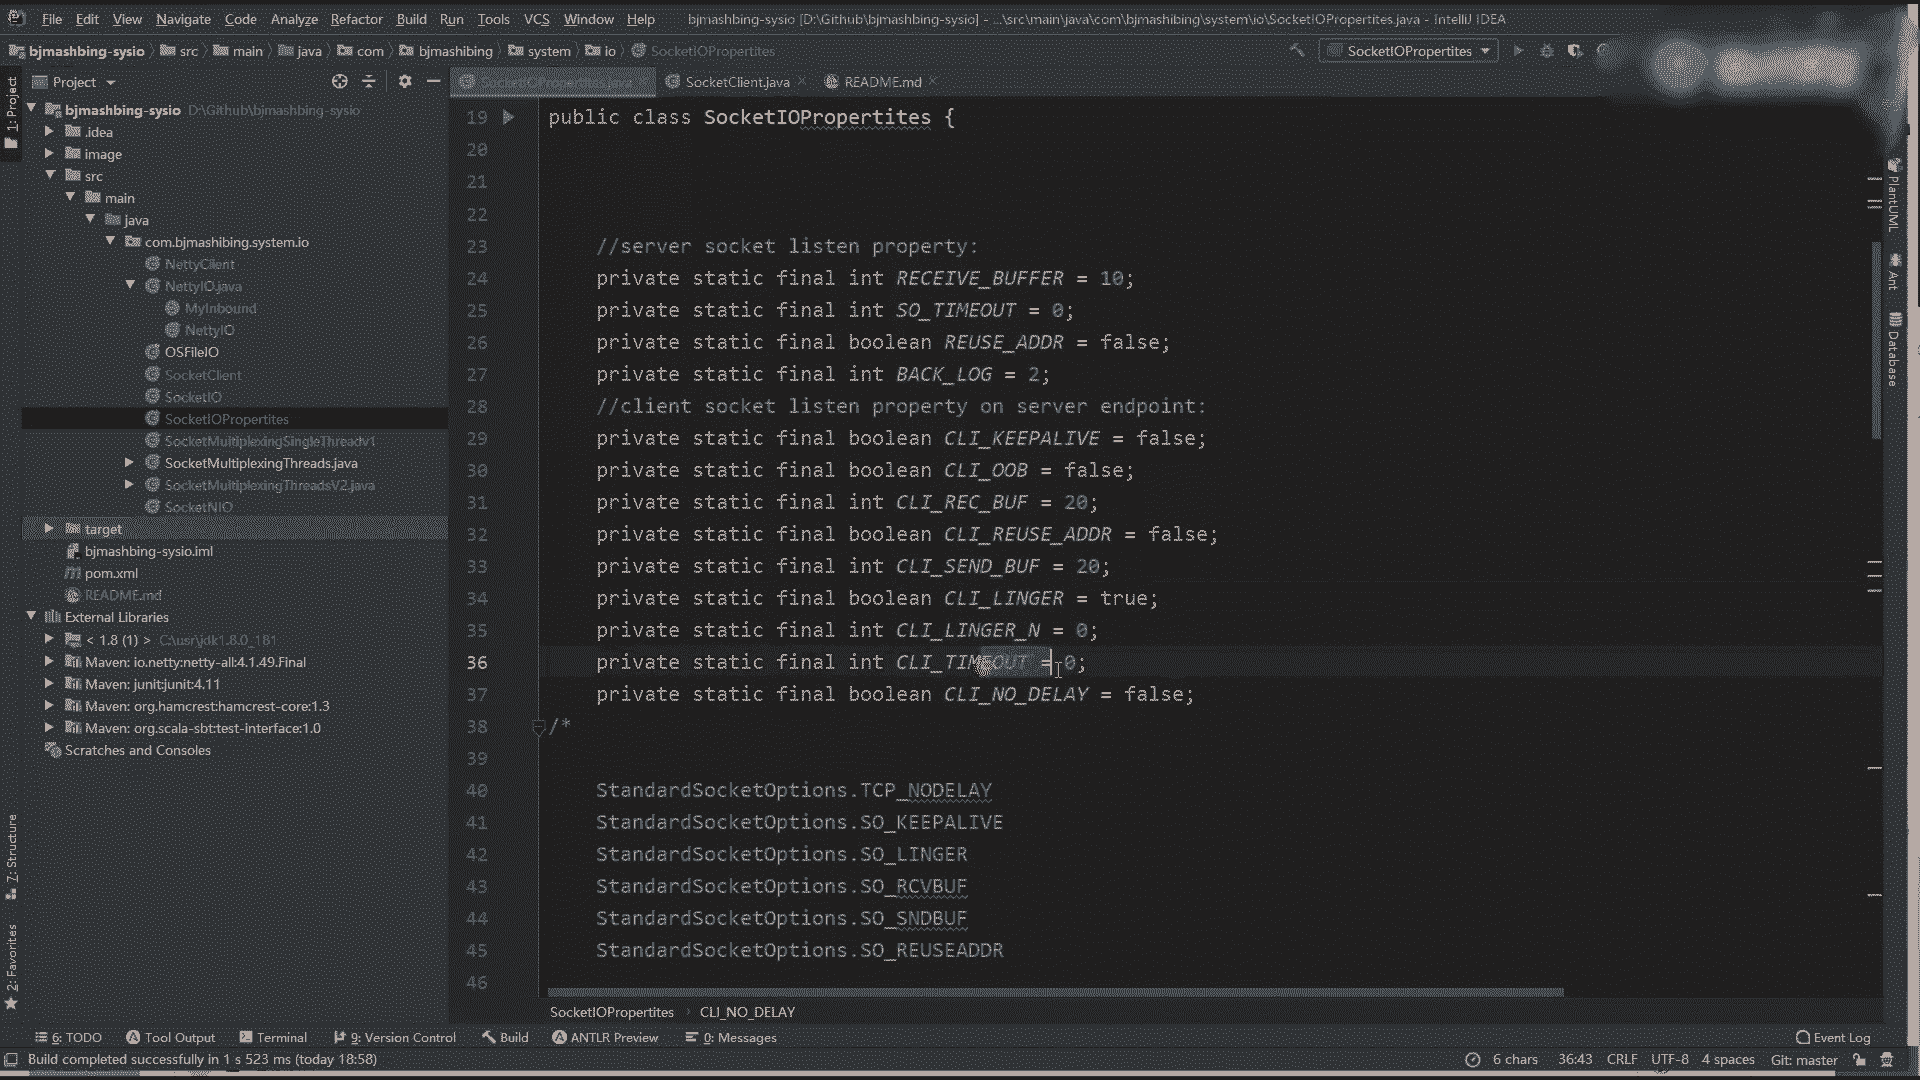 File Edit View Navigate Code Analyze Refactor Build Run Tools VCS Window Help bjmashbing-sysio [D:\Github\bjmashbing-sysio] - ...\src\main\java\com\bjmashibing\system\io\SocketIOPropertites.java - IntelliJ IDEA
bjmashbing-sysio src main java com bjmashibing system io SocketIOPropertites SocketIOPropertites
Project SocketIOPropertites.java SocketClient.java README.md
1: Project
bjmashbing-sysio D:\Github\bjmashbing-sysio
.idea
image
src
main
java
com.bjmashibing.system.io
NettyClient
NettyIO.java
MyInbound
NettyIO
OSFileIO
SocketClient
SocketIO
SocketIOPropertites
SocketMultiplexingSingleThreadv1
SocketMultiplexingThreads.java
SocketMultiplexingThreadsV2.java
SocketNIO
target
bjmashbing-sysio.iml
pom.xml
README.md
External Libraries
< 1.8 (1) > C:\usr\jdk1.8.0_181
Maven: io.netty:netty-all:4.1.49.Final
Maven: junit:junit:4.11
Maven: org.hamcrest:hamcrest-core:1.3
Maven: org.scala-sbt:test-interface:1.0
Scratches and Consoles
Z: Structure
2: Favorites
19 public class SocketIOPropertites {
20
21
22
23 //server socket listen property:
24 private static final int RECEIVE_BUFFER = 10;
25 private static final int SO_TIMEOUT = 0;
26 private static final boolean REUSE_ADDR = false;
27 private static final int BACK_LOG = 2;
28 //client socket listen property on server endpoint:
29 private static final boolean CLI_KEEPALIVE = false;
30 private static final boolean CLI_OOB = false;
31 private static final int CLI_REC_BUF = 20;
32 private static final boolean CLI_REUSE_ADDR = false;
33 private static final int CLI_SEND_BUF = 20;
34 private static final boolean CLI_LINGER = true;
35 private static final int CLI_LINGER_N = 0;
36 private static final int CLI_TIMEOUT = 0;
37 private static final boolean CLI_NO_DELAY = false;
38 /*
39
40 StandardSocketOptions.TCP_NODELAY
41 StandardSocketOptions.SO_KEEPALIVE
42 StandardSocketOptions.SO_LINGER
43 StandardSocketOptions.SO_RCVBUF
44 StandardSocketOptions.SO_SNDBUF
45 StandardSocketOptions.SO_REUSEADDR
46
SocketIOPropertites CLI_NO_DELAY
PlantUML
Ant
Database
6: TODO Tool Output Terminal 9: Version Control Build ANTLR Preview 0: Messages Event Log
Build completed successfully in 1 s 523 ms (today 18:58) 6 chars 36:43 CRLF UTF-8 4 spaces Git: master